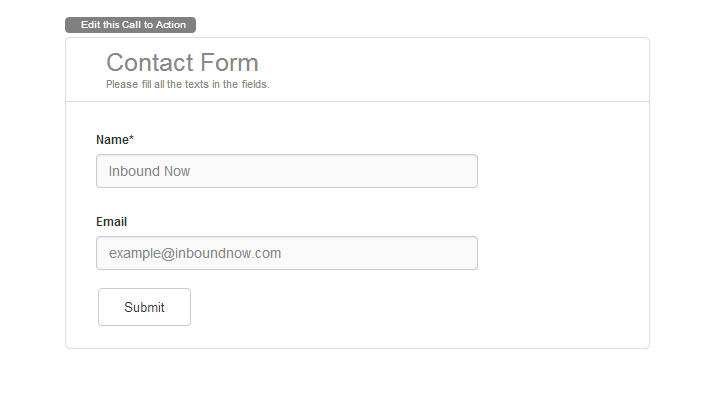 Edit this Call to Action
Contact Form
Please fill all the texts in the fields.
Name*
Inbound Now
Email
example@inboundnow.com
Submit